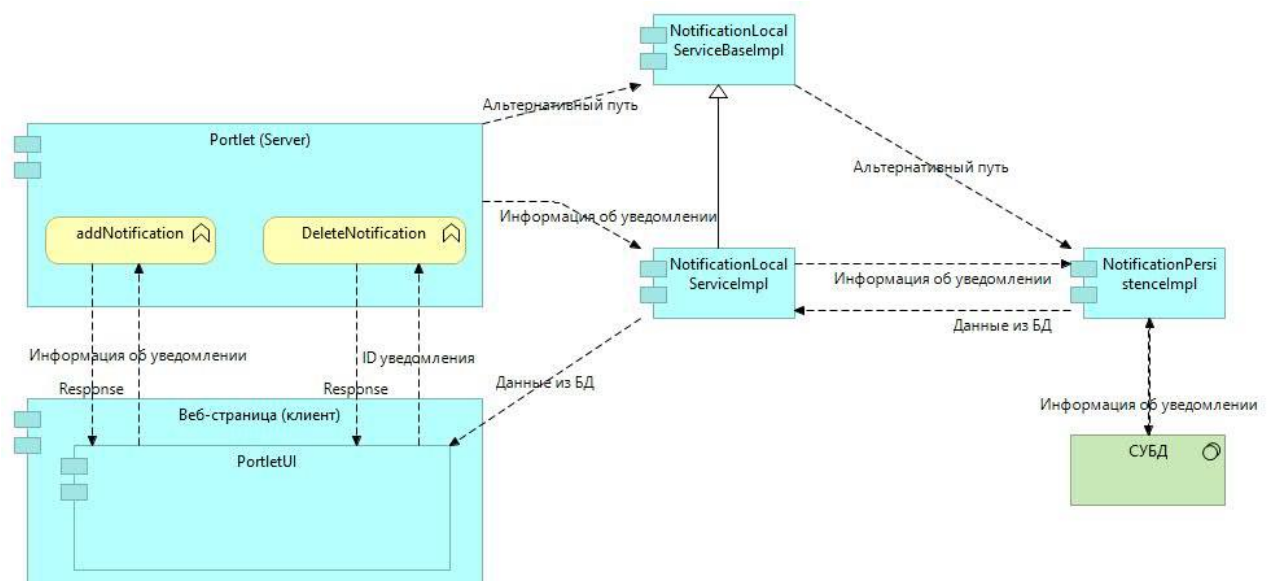 NotificationLocal
ServiceBaseImpl
Альтернативный путь
Portlet (Server)
Альтернативный путь
Информация об уведомлении
addNotification
DeleteNotification
NotificationLocal
ServiceImpl
Информация об уведомлении
NotificationPersi
stenceImpl
Данные из БД
Информация об уведомлении
ID уведомления
Response
Response
Данные из БД
Информация об уведомлении
Веб-страница (клиент)
PortletUI
СУБД